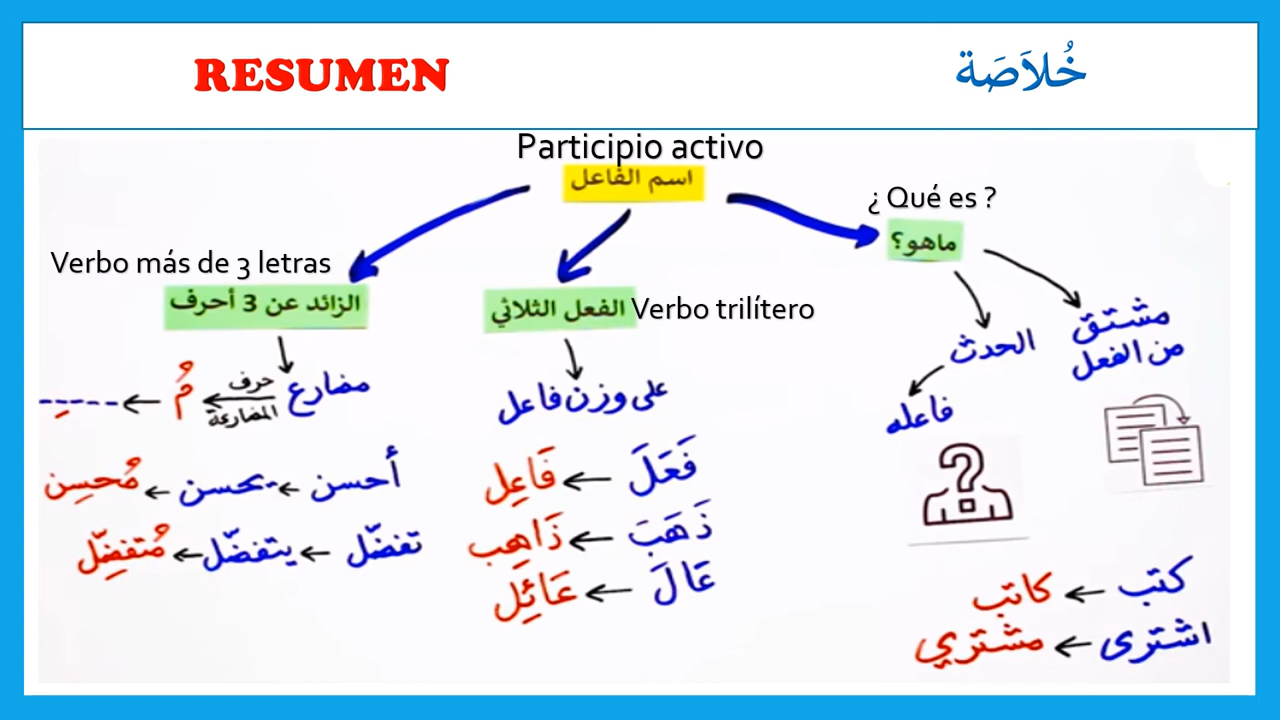 RESUMEN
خُلاَصَة
Participio activo
اسم الفاعل
¿ Qué es ?
ماهو؟
مشتق
من الفعل
الحدث
فاعله
كتب ← كاتب
اشترى ← مشتري
الفعل الثلاثي Verbo trilítero
على وزن فاعل
فَعَلَ ← فَاعِل
ذَهَبَ ← ذَاهِب
عَالَ ← عَائِل
Verbo más de 3 letras
الزائد عن 3 أحرف
مضارع ← حرف المضارعة ← مُ ← -----ِ
أحسن ← يحسن ← مُحسِن
تفضّل ← يتفضّل ← مُتفضِّل